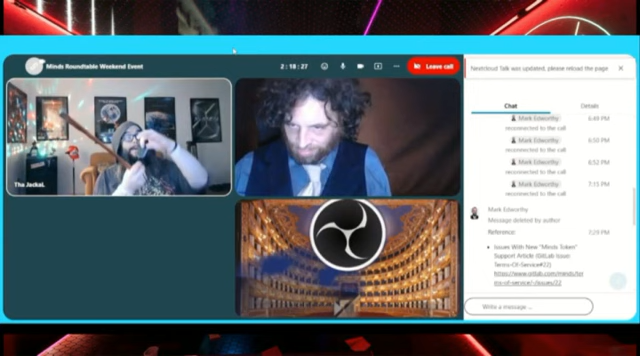 Minds Roundtable Weekend Event
2:18:27
Leave call
Nextcloud Talk was updated, please reload the page
Chat
Details
Mark Edworthy
6:49 PM
reconnected to the call
Mark Edworthy
6:50 PM
reconnected to the call
Mark Edworthy
6:52 PM
reconnected to the call
Mark Edworthy
7:15 PM
reconnected to the call
Mark Edworthy
Message deleted by author
Reference:
7:29 PM
Issues With New "Minds Token"
Support Article (GitLab Issue
Terms-Of-Service#22)
https://www.gitlab.com/minds/ter
ms-of-service/-/issues/22
Write a message ...
The Jackal